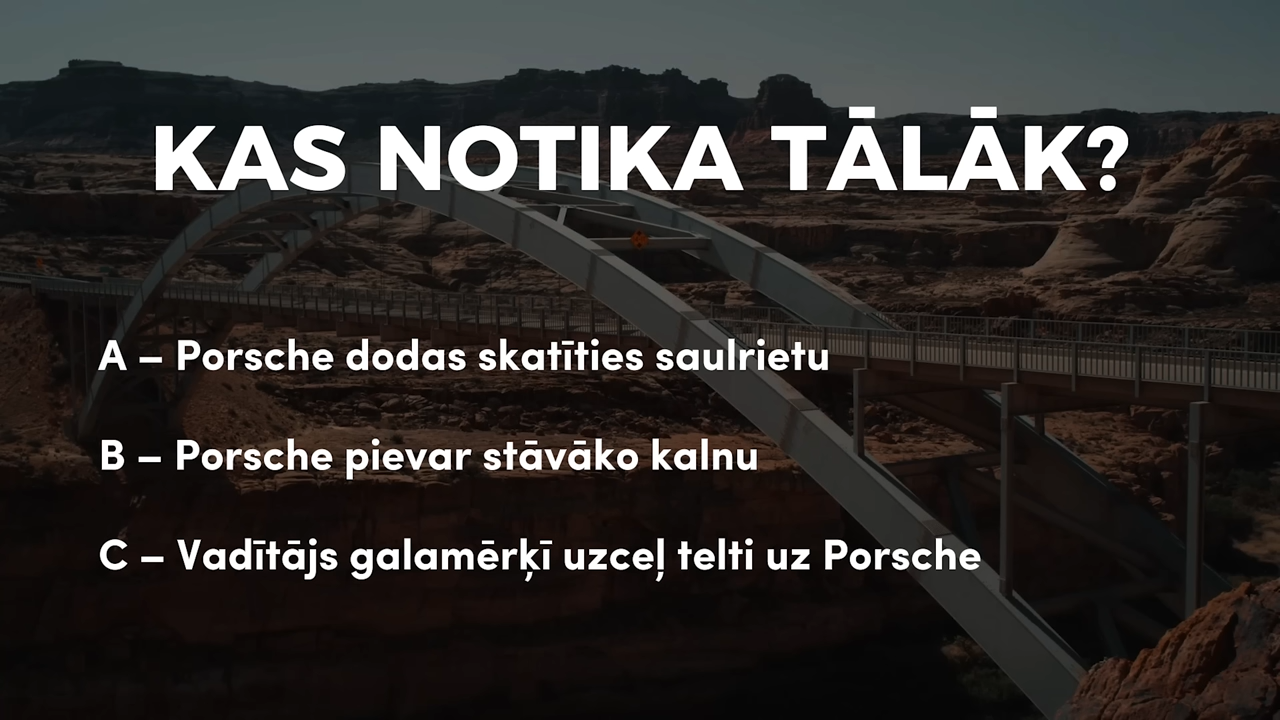 KAS NOTIKA TĀLĀK?
A – Porsche dodas skatīties saulrietu
B – Porsche pievar stāvāko kalnu
C – Vadītājs galamērķī uzceļ telti uz Porsche